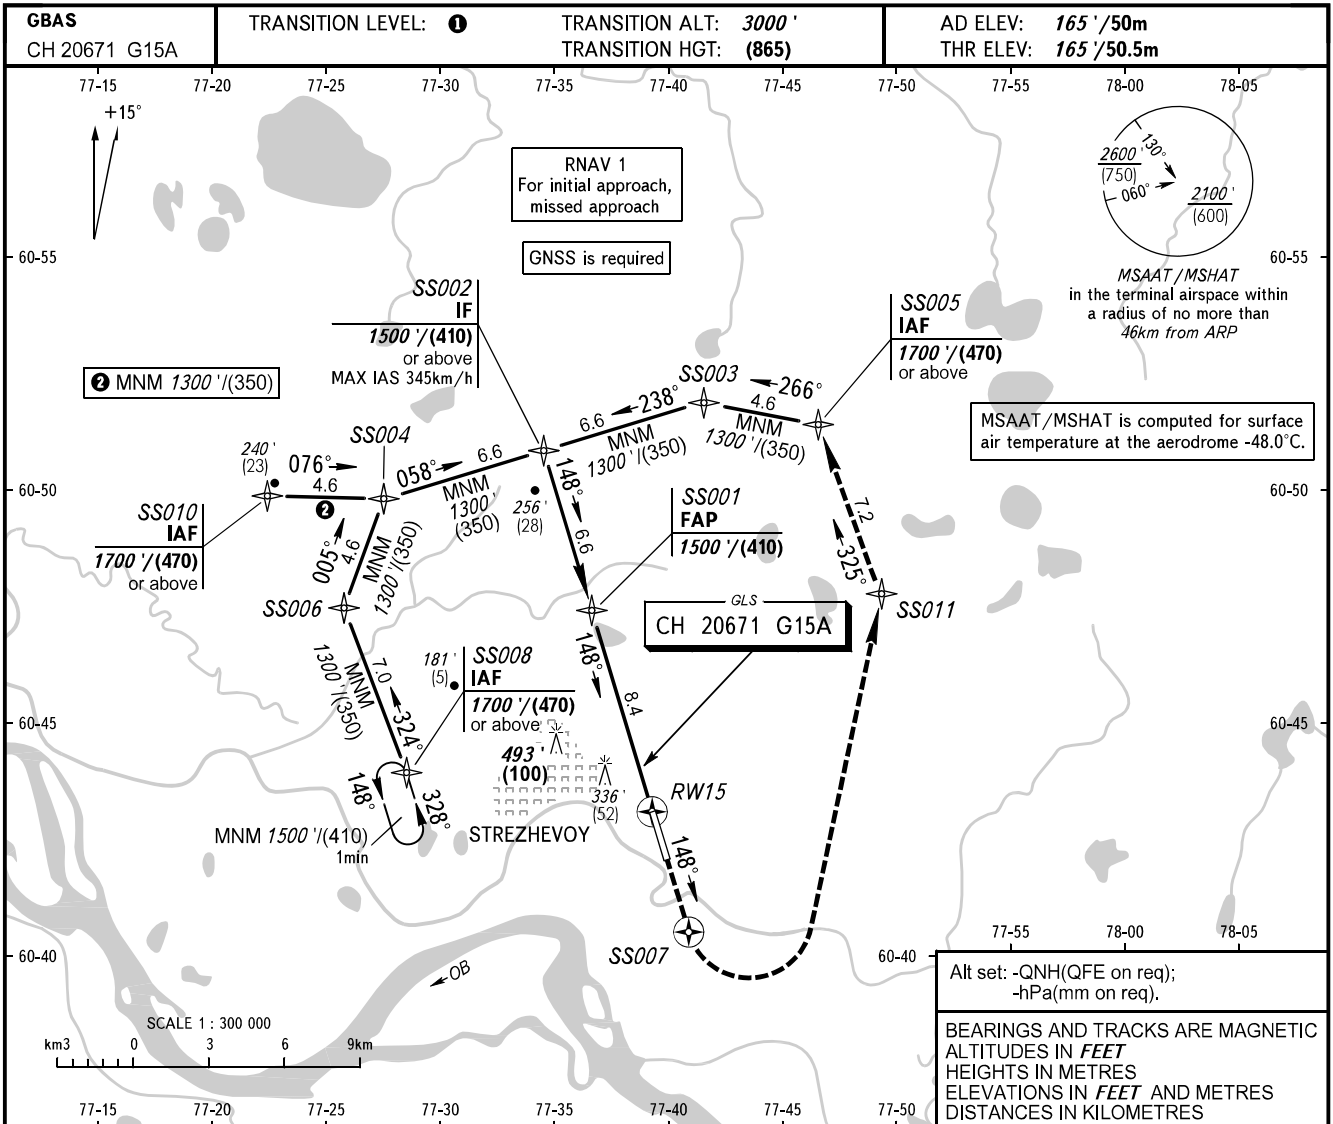 GBAS
CH 20671 G15A
TRANSITION LEVEL: ❶
TRANSITION ALT: 3000 '
TRANSITION HGT: (865)
AD ELEV: 165 '/50m
THR ELEV: 165 '/50.5m
77-15 77-20 77-25 77-30 77-35 77-40 77-45 77-50 77-55 78-00 78-05
+15°
RNAV 1
For initial approach,
missed approach
GNSS is required
2600 '
(750)
130°
060°
2100 '
(600)
MSAAT/MSHAT
in the terminal airspace within
a radius of no more than
46km from ARP
60-55
60-55
SS002
IF
1500 '/(410)
or above
MAX IAS 345km/h
SS005
IAF
1700 '/(470)
or above
❷ MNM 1300 '/(350)
MSAAT/MSHAT is computed for surface
air temperature at the aerodrome -48.0°C.
SS003
266°
4.6
MNM
1300 '/(350)
238°
6.6
MNM
1300 '/(350)
SS004
058°
6.6
MNM
1300 '
(350)
240 '
(23)
076°
4.6
❷
60-50
60-50
SS010
IAF
1700 '/(470)
or above
256 '
(28)
148°
6.6
SS001
FAP
1500 '/(410)
7.2
325°
SS011
005°
4.6
MNM
1300 '/(350)
SS006
GLS
CH 20671 G15A
148°
8.4
7.0
MNM
1300 '/(350)
324°
181 '
(5)
SS008
IAF
1700 '/(470)
or above
60-45
60-45
493 '
(100)
336 '
(52)
STREZHEVOY
RW15
148°
328°
MNM 1500 '/(410)
1min
148°
SS007
60-40
60-40
OB
77-55 78-00 78-05
SCALE 1 : 300 000
km3 0 3 6 9km
Alt set: -QNH(QFE on req);
-hPa(mm on req).
BEARINGS AND TRACKS ARE MAGNETIC
ALTITUDES IN FEET
HEIGHTS IN METRES
ELEVATIONS IN FEET AND METRES
DISTANCES IN KILOMETRES
77-15 77-20 77-25 77-30 77-35 77-40 77-45 77-50